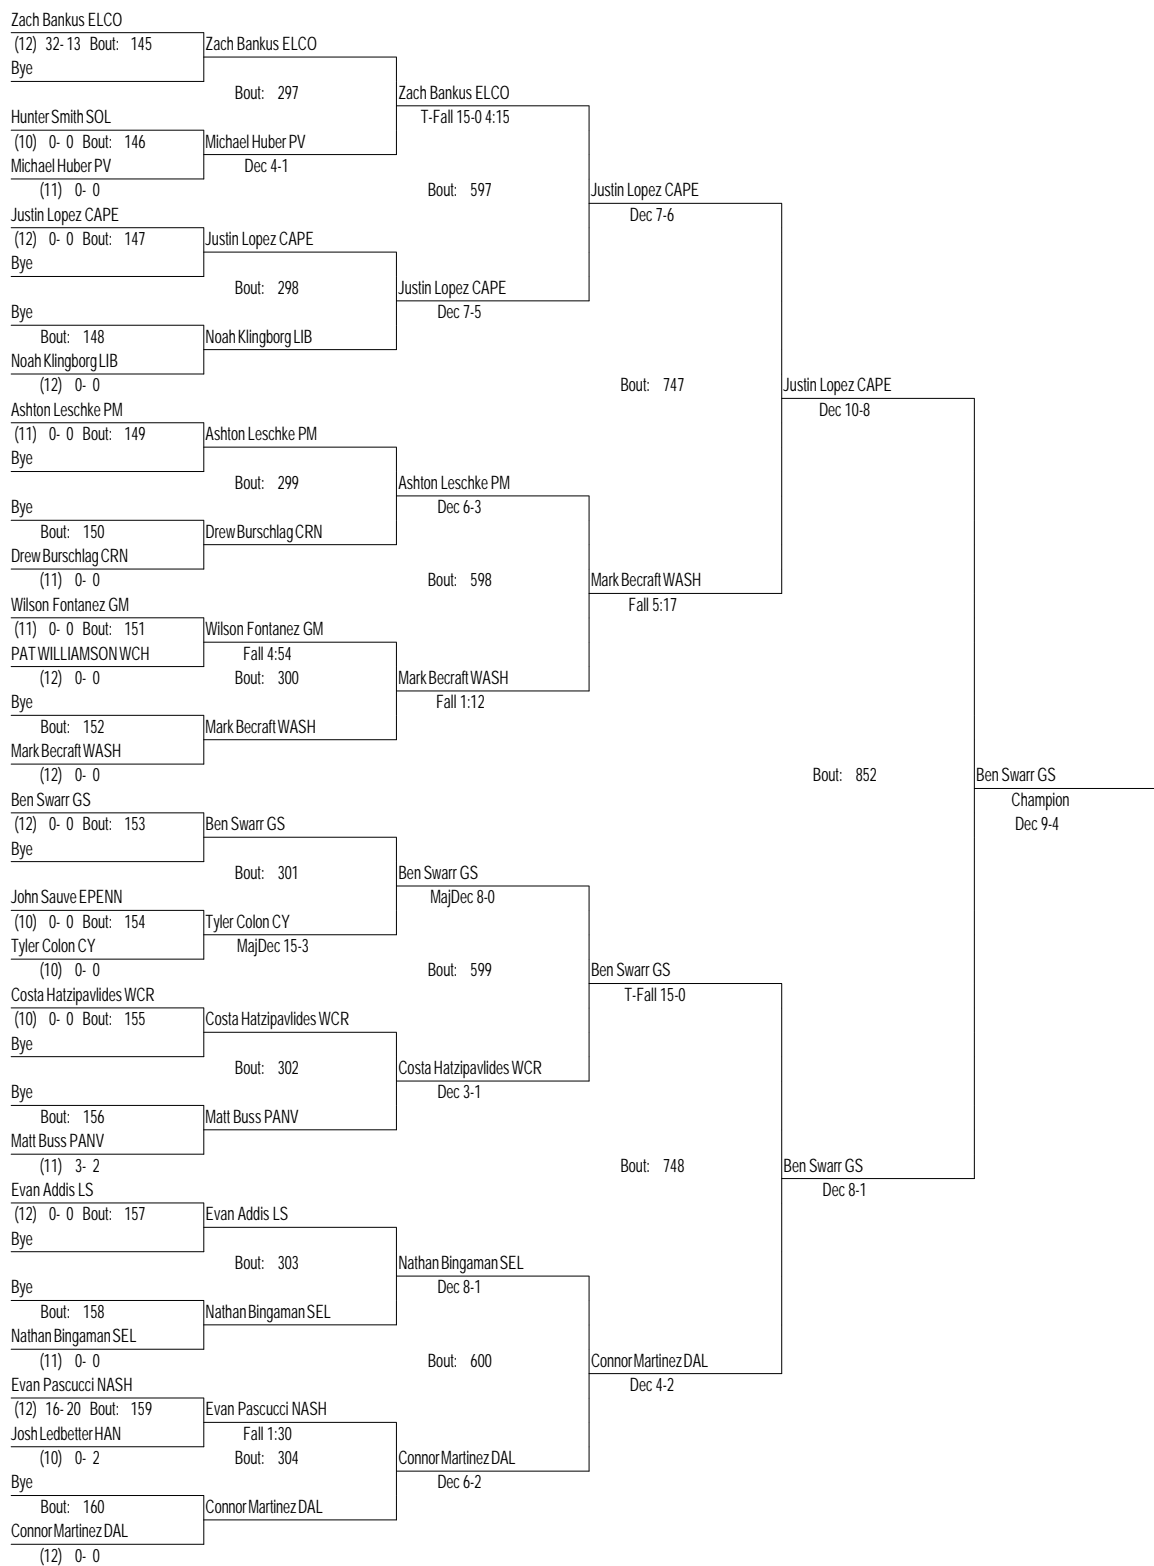 Zach Bankus ELCO
(12) 32- 13 Bout: 145
Zach Bankus ELCO
Bye
Bout: 297
Zach Bankus ELCO
Hunter Smith SOL
T-Fall 15-0 4:15
(10) 0- 0 Bout: 146
Michael Huber PV
Michael Huber PV
Dec 4-1
(11) 0- 0
Bout: 597
Justin Lopez CAPE
Justin Lopez CAPE
Dec 7-6
(12) 0- 0 Bout: 147
Justin Lopez CAPE
Bye
Bout: 298
Justin Lopez CAPE
Bye
Dec 7-5
Bout: 148
Noah Klingborg LIB
Noah Klingborg LIB
(12) 0- 0
Bout: 747
Justin Lopez CAPE
Ashton Leschke PM
Dec 10-8
(11) 0- 0 Bout: 149
Ashton Leschke PM
Bye
Bout: 299
Ashton Leschke PM
Bye
Dec 6-3
Bout: 150
Drew Burschlag CRN
Drew Burschlag CRN
(11) 0- 0
Bout: 598
Mark Becraft WASH
Wilson Fontanez GM
Fall 5:17
(11) 0- 0 Bout: 151
Wilson Fontanez GM
PAT WILLIAMSON WCH
Fall 4:54
(12) 0- 0
Bout: 300
Mark Becraft WASH
Bye
Fall 1:12
Bout: 152
Mark Becraft WASH
Mark Becraft WASH
(12) 0- 0
Bout: 852
Ben Swarr GS
Ben Swarr GS
Champion
(12) 0- 0 Bout: 153
Ben Swarr GS
Dec 9-4
Bye
Bout: 301
Ben Swarr GS
John Sauve EPENN
MajDec 8-0
(10) 0- 0 Bout: 154
Tyler Colon CY
Tyler Colon CY
MajDec 15-3
(10) 0- 0
Bout: 599
Ben Swarr GS
Costa Hatzipavlides WCR
T-Fall 15-0
(10) 0- 0 Bout: 155
Costa Hatzipavlides WCR
Bye
Bout: 302
Costa Hatzipavlides WCR
Bye
Dec 3-1
Bout: 156
Matt Buss PANV
Matt Buss PANV
(11) 3- 2
Bout: 748
Ben Swarr GS
Evan Addis LS
Dec 8-1
(12) 0- 0 Bout: 157
Evan Addis LS
Bye
Bout: 303
Nathan Bingaman SEL
Bye
Dec 8-1
Bout: 158
Nathan Bingaman SEL
Nathan Bingaman SEL
(11) 0- 0
Bout: 600
Connor Martinez DAL
Evan Pascucci NASH
Dec 4-2
(12) 16- 20 Bout: 159
Evan Pascucci NASH
Josh Ledbetter HAN
Fall 1:30
(10) 0- 2
Bout: 304
Connor Martinez DAL
Bye
Dec 6-2
Bout: 160
Connor Martinez DAL
Connor Martinez DAL
(12) 0- 0